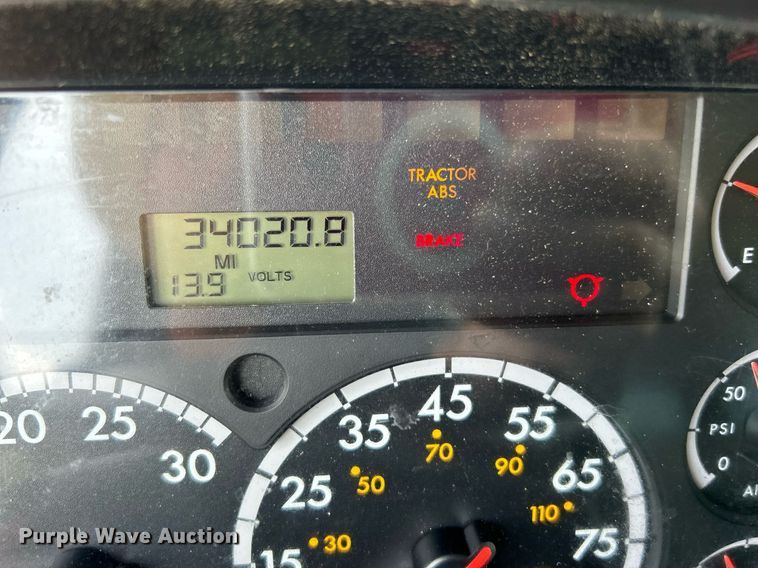 TRACTOR
ABS
34020.8
MI
13.9 VOLTS
BRAKE
E
20 25 30
15 25 35 45 55 65 75
30 50 70 90 110
50
PSI
0
Purple Wave Auction